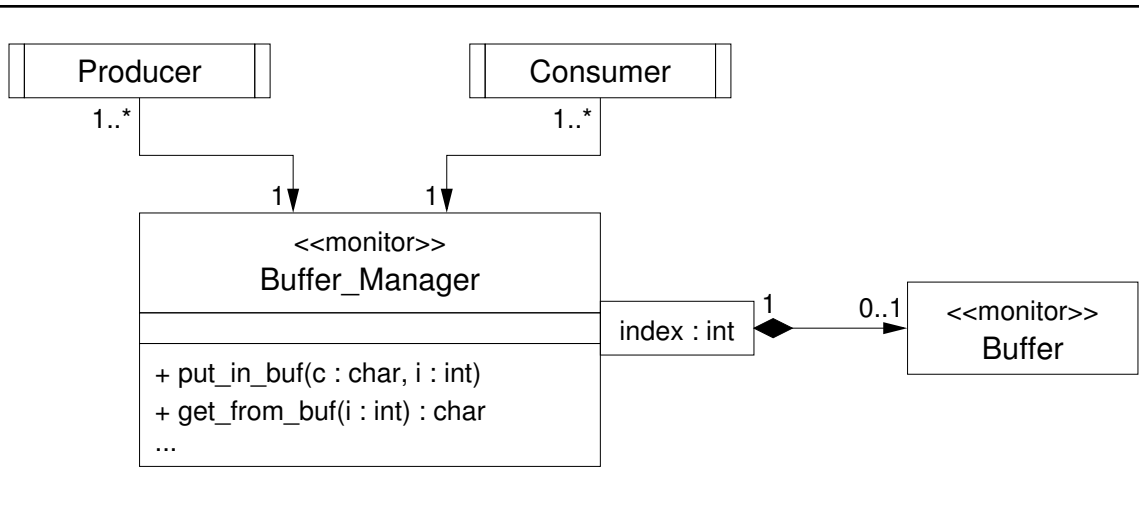 Producer
Consumer
1..*
1..*
1
1
<<monitor>>
Buffer_Manager
index : int
1
0..1
<<monitor>>
Buffer
+ put_in_buf(c : char, i : int)
+ get_from_buf(i : int) : char
...